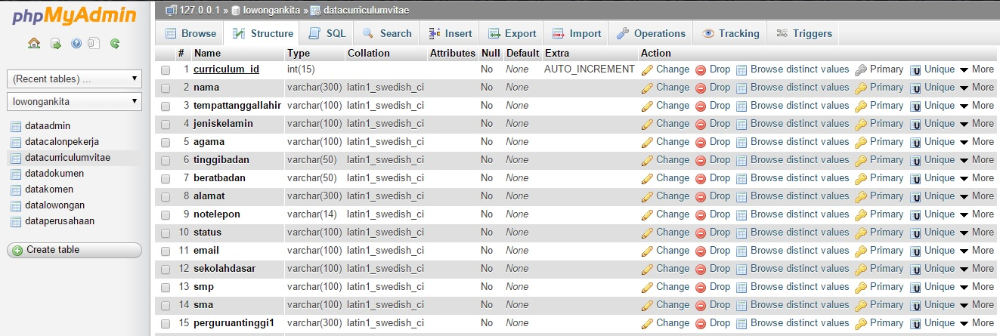 phpMyAdmin
(Recent tables) ...
lowongankita
dataadmin
datacalonpekerja
datacurriculumvitae
datadokumen
datakomen
datalowongan
dataperusahaan
Create table
127.0.0.1 » lowongankita » datacurriculumvitae
Browse Structure SQL Search Insert Export Import Operations Tracking Triggers
# Name Type Collation Attributes Null Default Extra Action
1 curriculum_id int(15) No None AUTO_INCREMENT Change Drop Browse distinct values Primary Unique More
2 nama varchar(300) latin1_swedish_ci No None Change Drop Browse distinct values Primary Unique More
3 tempattanggallahir varchar(100) latin1_swedish_ci No None Change Drop Browse distinct values Primary Unique More
4 jeniskelamin varchar(100) latin1_swedish_ci No None Change Drop Browse distinct values Primary Unique More
5 agama varchar(100) latin1_swedish_ci No None Change Drop Browse distinct values Primary Unique More
6 tinggibadan varchar(50) latin1_swedish_ci No None Change Drop Browse distinct values Primary Unique More
7 beratbadan varchar(50) latin1_swedish_ci No None Change Drop Browse distinct values Primary Unique More
8 alamat varchar(300) latin1_swedish_ci No None Change Drop Browse distinct values Primary Unique More
9 notelepon varchar(14) latin1_swedish_ci No None Change Drop Browse distinct values Primary Unique More
10 status varchar(100) latin1_swedish_ci No None Change Drop Browse distinct values Primary Unique More
11 email varchar(100) latin1_swedish_ci No None Change Drop Browse distinct values Primary Unique More
12 sekolahdasar varchar(100) latin1_swedish_ci No None Change Drop Browse distinct values Primary Unique More
13 smp varchar(100) latin1_swedish_ci No None Change Drop Browse distinct values Primary Unique More
14 sma varchar(100) latin1_swedish_ci No None Change Drop Browse distinct values Primary Unique More
15 perguruantinggi1 varchar(300) latin1_swedish_ci No None Change Drop Browse distinct values Primary Unique More